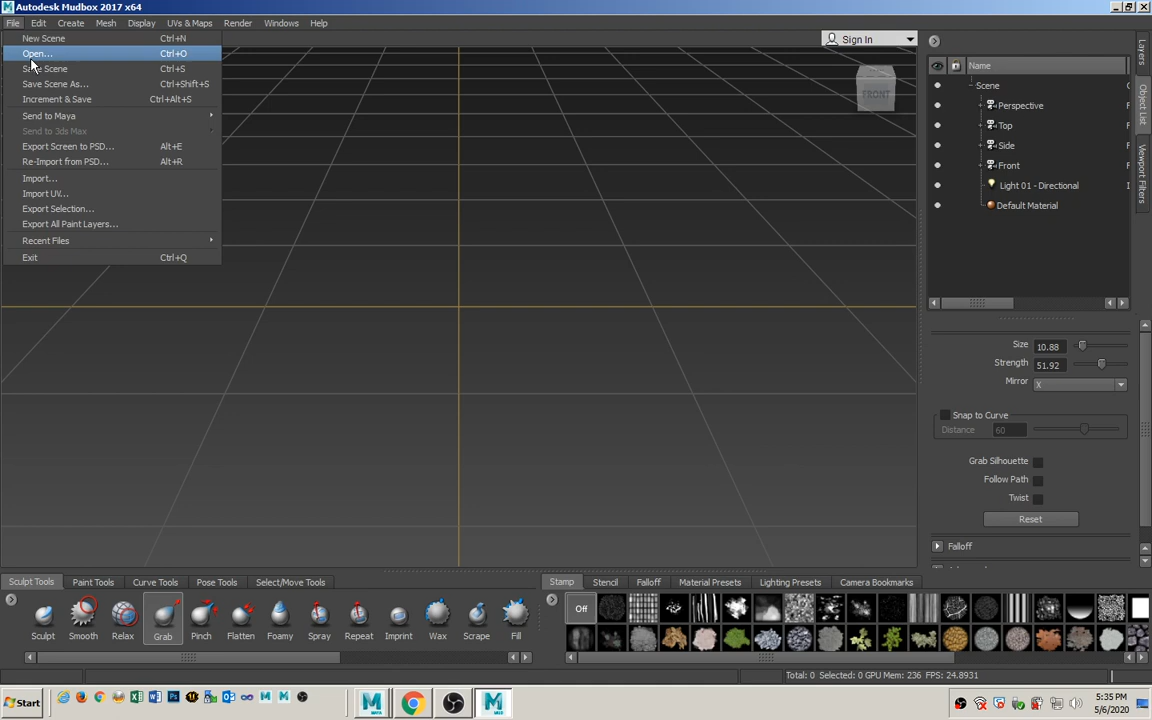 Autodesk Mudbox 2017 x64
File Edit Create Mesh Display UVs & Maps Render Windows Help
New Scene Ctrl+N
Open... Ctrl+O
Scene Ctrl+S
Save Scene As... Ctrl+Shift+S
Increment & Save Ctrl+Alt+S
Send to Maya
Send to 3ds Max
Export Screen to PSD... Alt+E
Re-Import from PSD... Alt+R
Import...
Import UV...
Export Selection...
Export All Paint Layers...
Recent Files
Exit Ctrl+Q
Sign In
FRONT
Name
Scene
Perspective F
Top F
Side F
Front F
Light 01 - Directional
Default Material
Layers
Object List
Viewport Filters
Size 10.88
Strength 51.92
Mirror X
Snap to Curve
Distance 60
Grab Silhouette
Follow Path
Twist
Reset
Falloff
Sculpt Tools Paint Tools Curve Tools Pose Tools Select/Move Tools
Sculpt Smooth Relax Grab Pinch Flatten Foamy Spray Repeat Imprint Wax Scrape Fill
Stamp Stencil Falloff Material Presets Lighting Presets Camera Bookmarks
Off
Total: 0 Selected: 0 GPU Mem: 236 FPS: 24.8931
Start
5:35 PM
5/6/2020